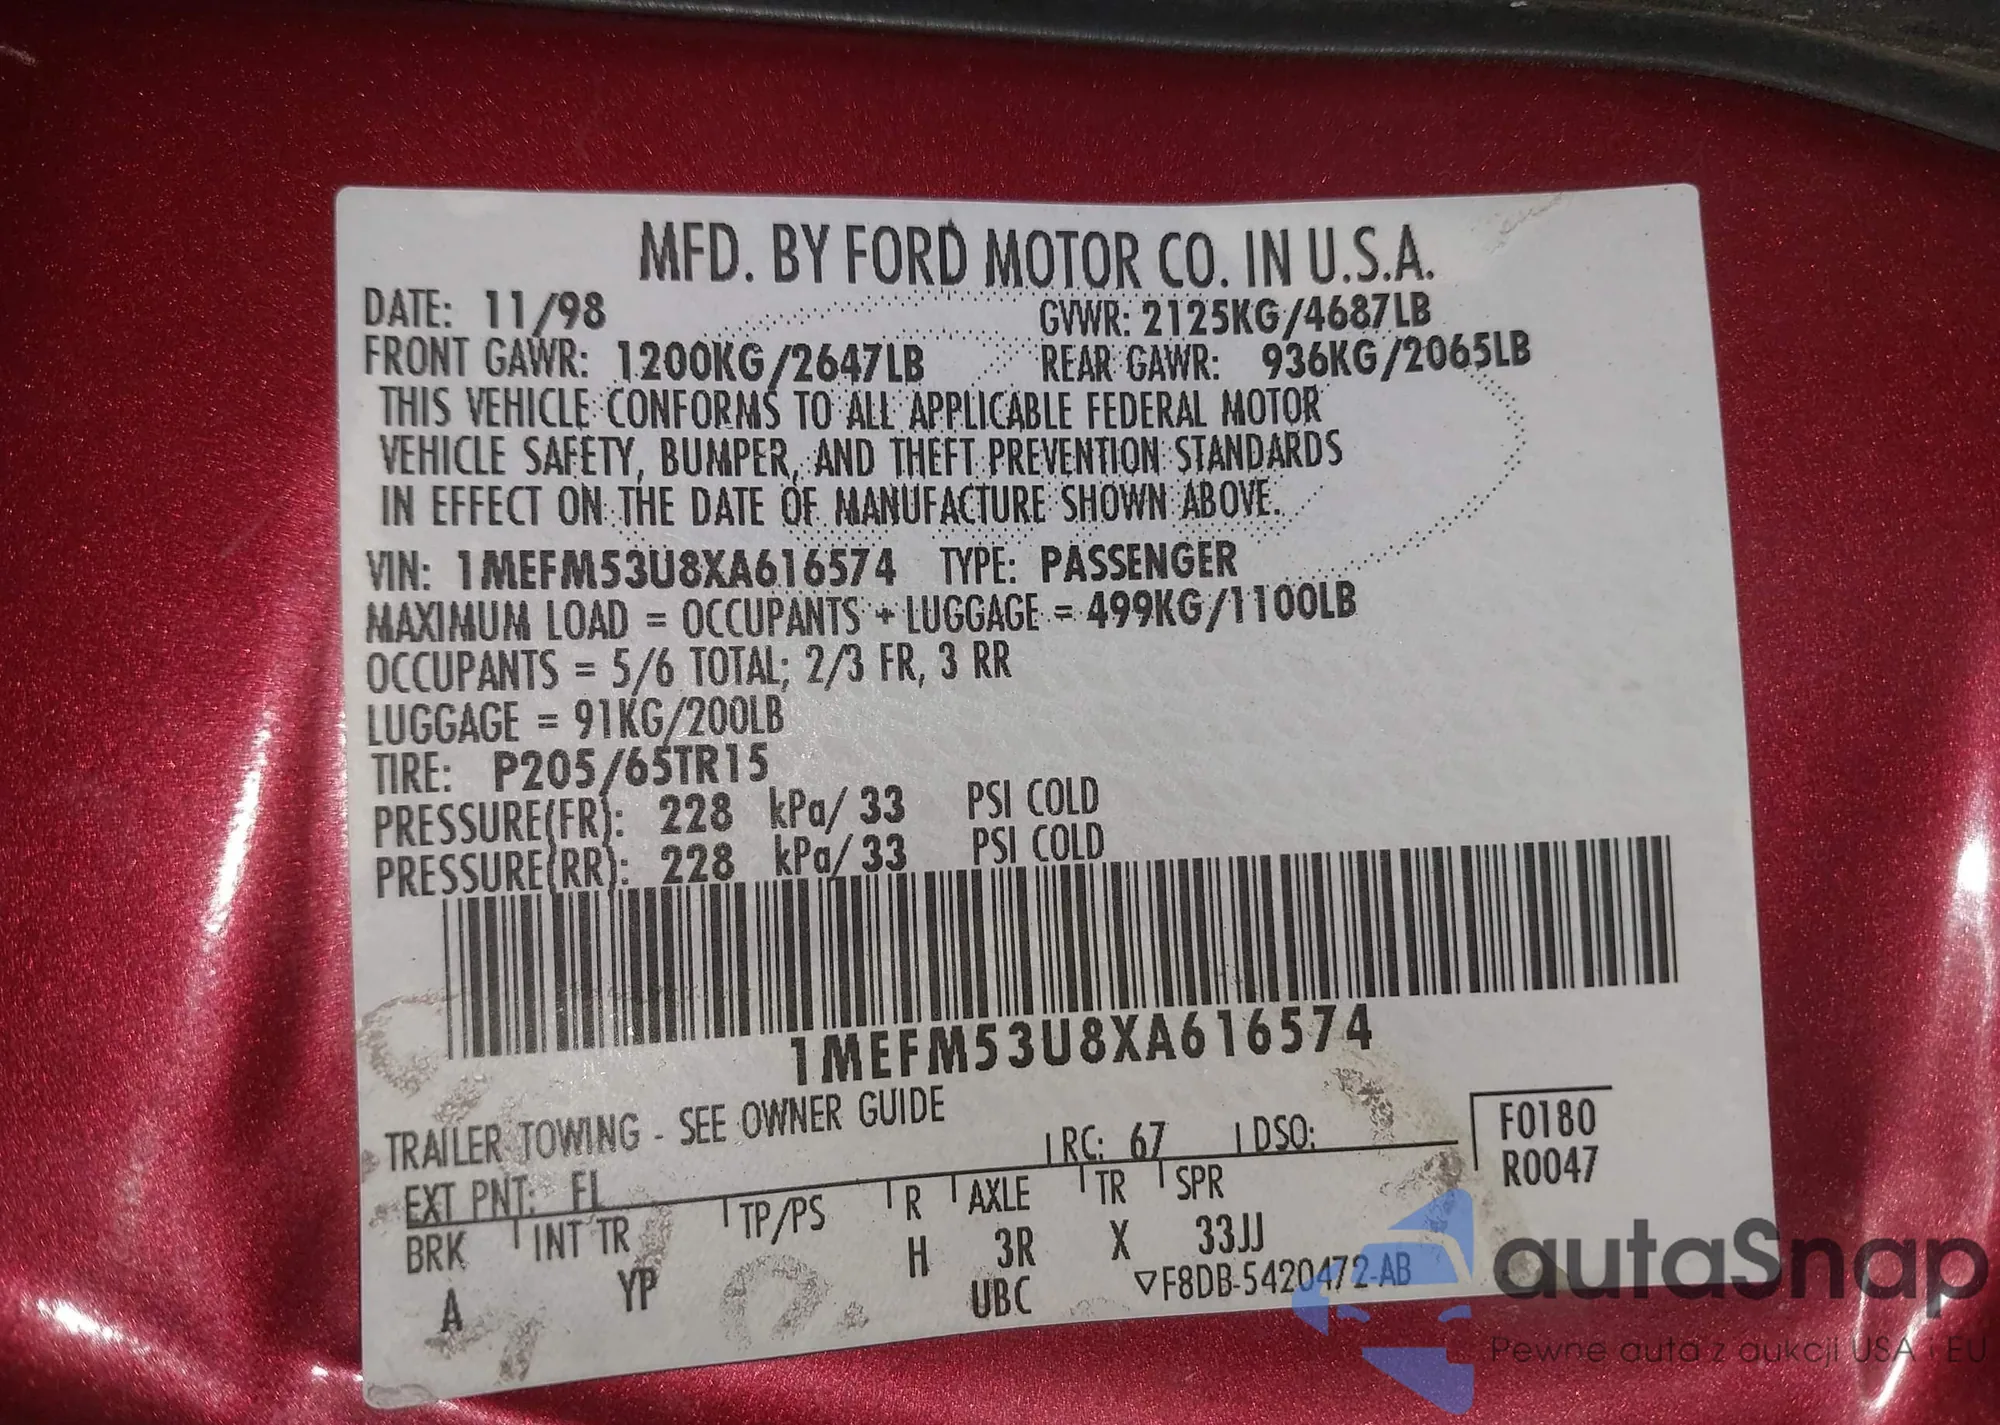 MFD. BY FORD MOTOR CO. IN U.S.A.
DATE: 11/98 GVWR: 2125KG/4687LB
FRONT GAWR: 1200KG/2647LB REAR GAWR: 936KG/2065LB
THIS VEHICLE CONFORMS TO ALL APPLICABLE FEDERAL MOTOR
VEHICLE SAFETY, BUMPER, AND THEFT PREVENTION STANDARDS
IN EFFECT ON THE DATE OF MANUFACTURE SHOWN ABOVE.
VIN: 1MEFM53U8XA616574 TYPE: PASSENGER
MAXIMUM LOAD = OCCUPANTS + LUGGAGE = 499KG/1100LB
OCCUPANTS = 5/6 TOTAL; 2/3 FR, 3 RR
LUGGAGE = 91KG/200LB
TIRE: P205/65TR15
PRESSURE(FR): 228 kPa/ 33 PSI COLD
PRESSURE(RR): 228 kPa/ 33 PSI COLD
1MEFM53U8XA616574
TRAILER TOWING - SEE OWNER GUIDE
EXT PNT: FL RC: 67 DSO: F0180
R0047
BRK INT TR TP/PS R AXLE TR SPR
A YP H 3R X 33JJ
UBC ▽F8DB-5420472-AB
autaSnap
Pewne auta z aukcji USA i EU